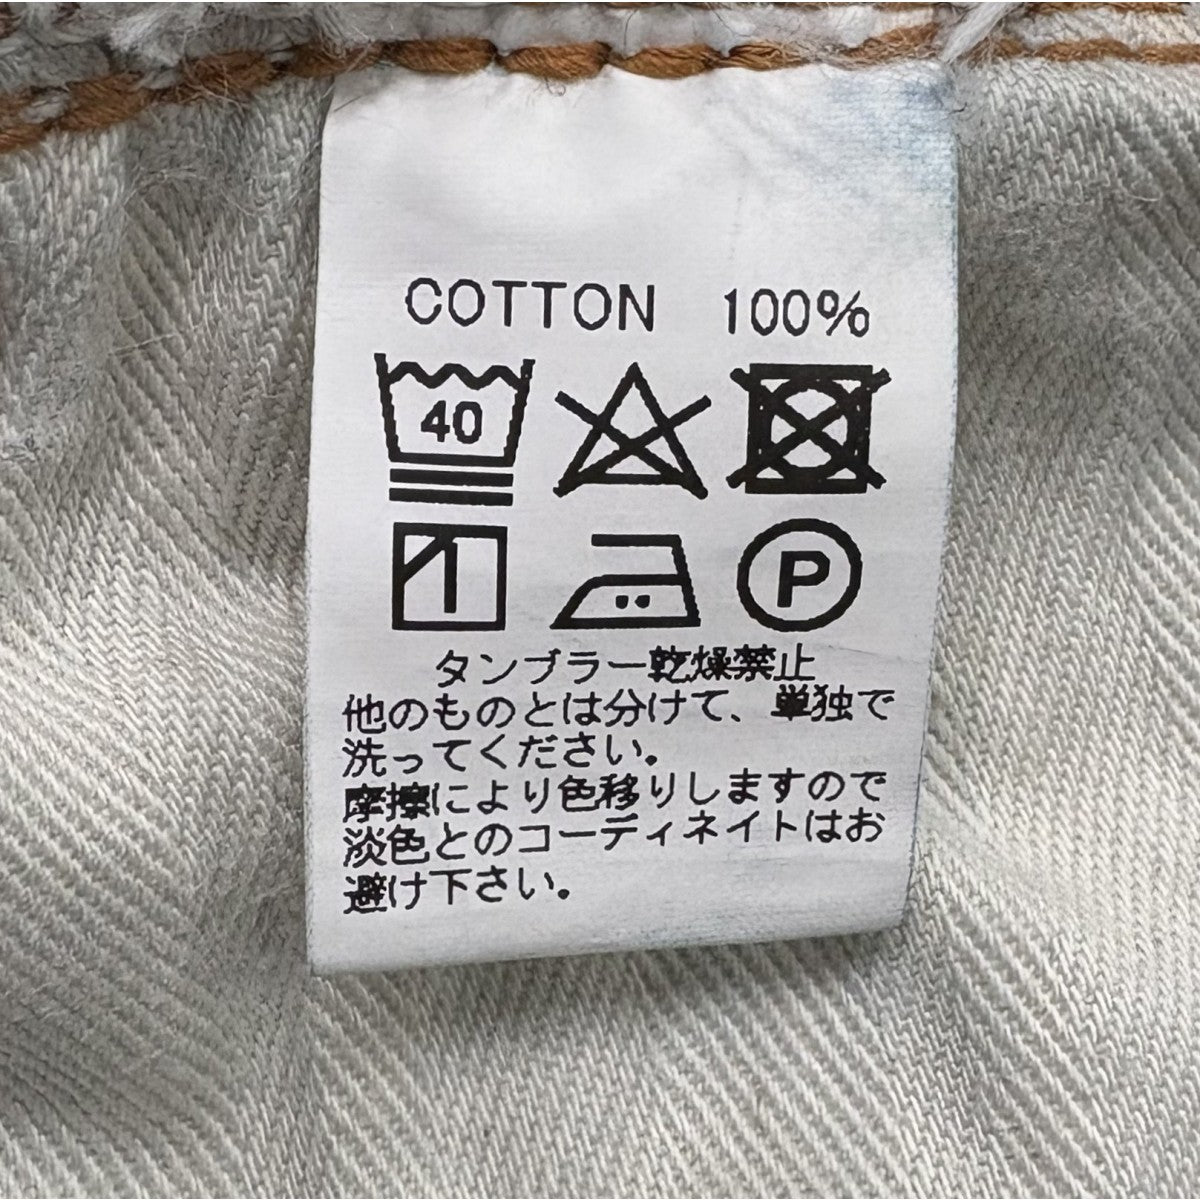 COTTON 100%
40
P
タンブラー乾燥禁止
他のものとは分けて、単独で
洗ってください。
摩擦により色移りしますので
淡色とのコーディネイトはお
避け下さい。